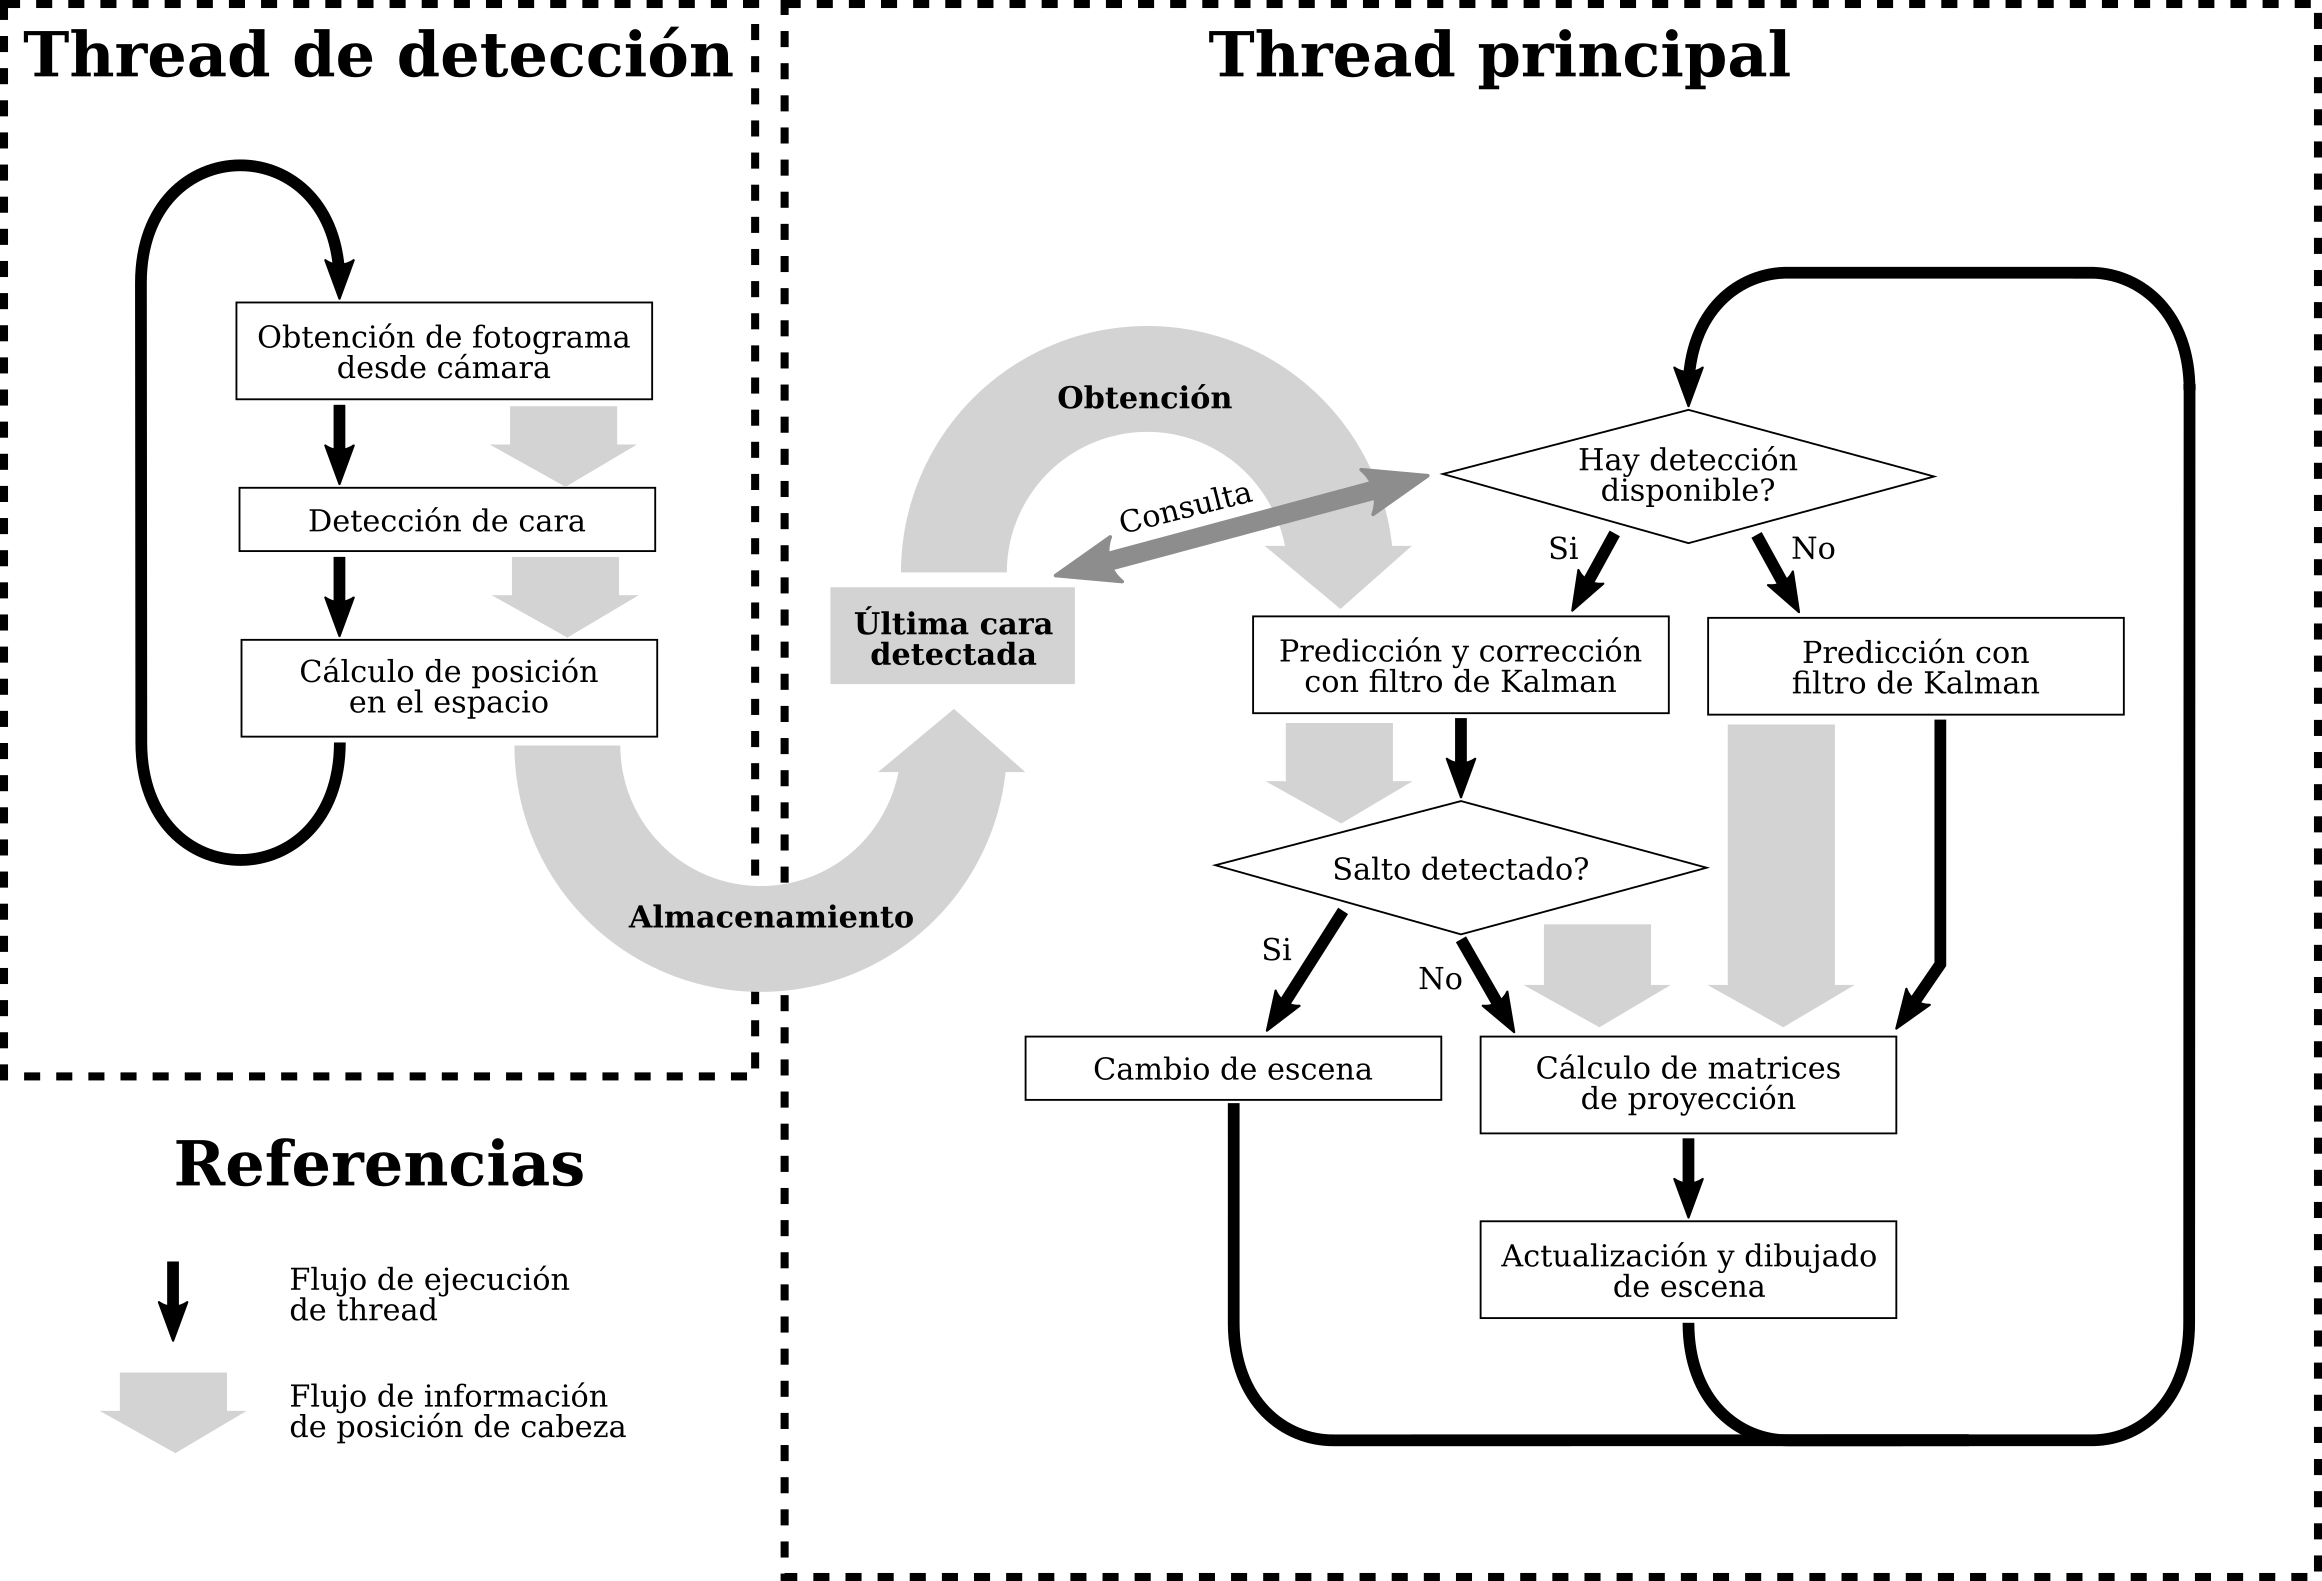 Thread de detección
Obtención de fotograma
desde cámara
Detección de cara
Cálculo de posición
en el espacio
Almacenamiento
Thread principal
Obtención
Consulta
Última cara
detectada
Hay detección
disponible?
Si
No
Predicción y corrección
con filtro de Kalman
Predicción con
filtro de Kalman
Salto detectado?
Si
No
Cambio de escena
Cálculo de matrices
de proyección
Actualización y dibujado
de escena
Referencias
Flujo de ejecución
de thread
Flujo de información
de posición de cabeza